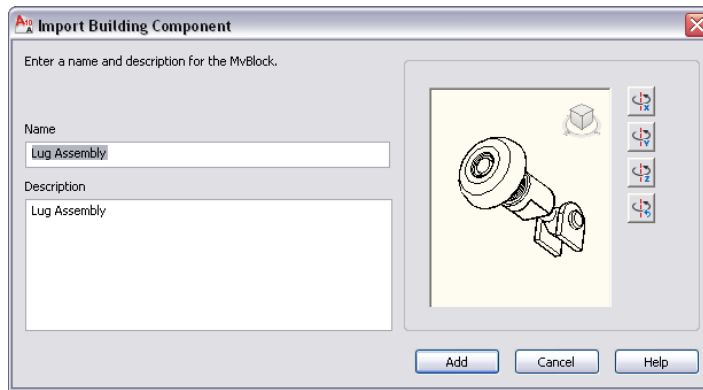 Import Building Component
Enter a name and description for the MvBlock.
Name
Lug Assembly
Description
Lug Assembly
X
Y
Z
Add
Cancel
Help